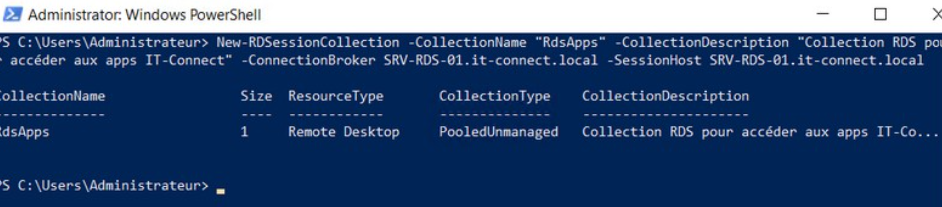 Administrator: Windows PowerShell
PS C:\Users\Administrateur> New-RDSessionCollection -CollectionName "RdsApps" -CollectionDescription "Collection RDS pou
r accéder aux apps IT-Connect" -ConnectionBroker SRV-RDS-01.it-connect.local -SessionHost SRV-RDS-01.it-connect.local
CollectionName Size ResourceType CollectionType CollectionDescription
-------------- ---- ------------ -------------- ---------------------
RdsApps 1 Remote Desktop PooledUnmanaged Collection RDS pour accéder aux apps IT-Co...
PS C:\Users\Administrateur>